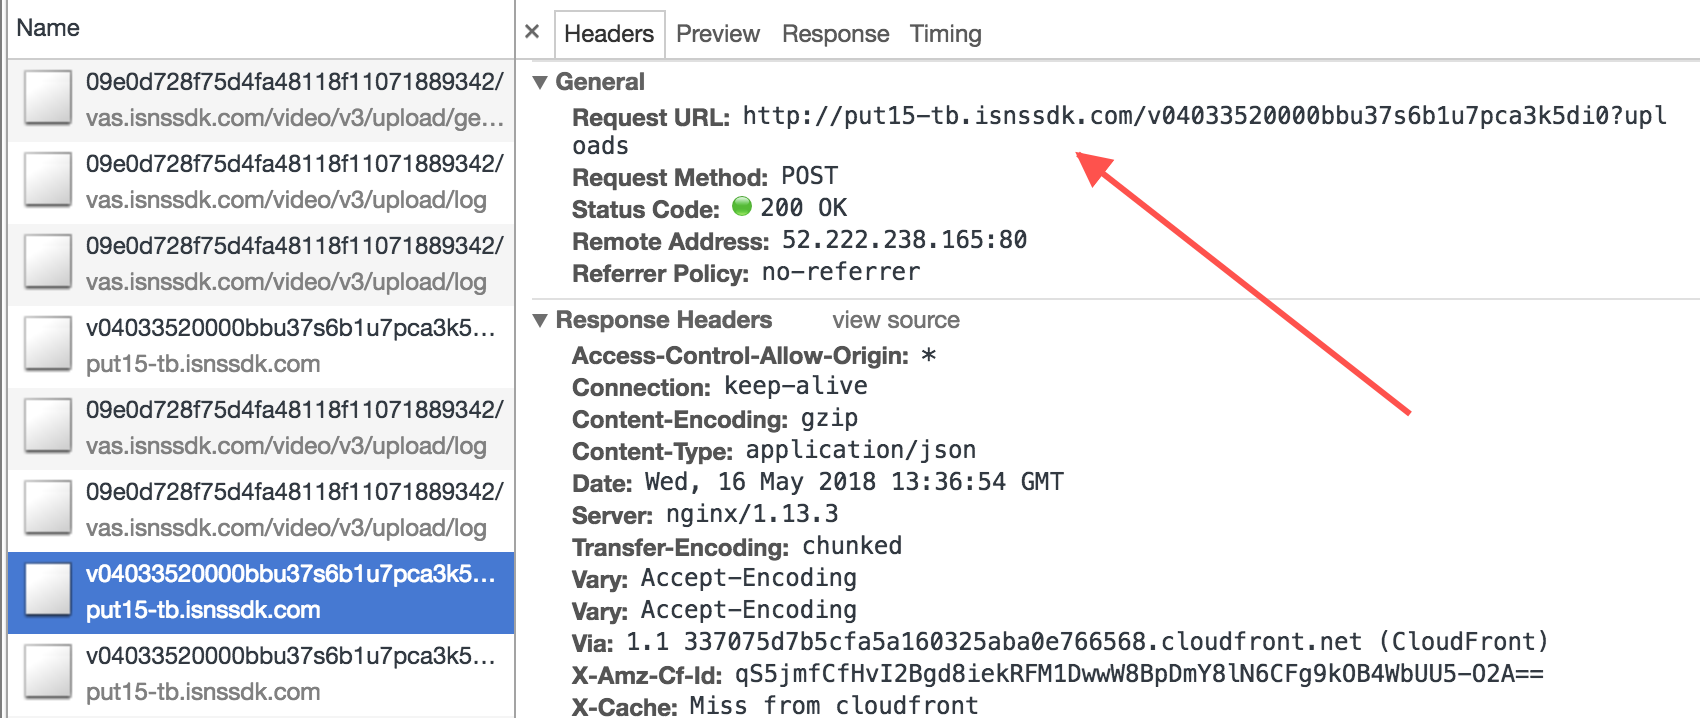 Name
09e0d728f75d4fa48118f11071889342/
vas.isnssdk.com/video/v3/upload/ge…
09e0d728f75d4fa48118f11071889342/
vas.isnssdk.com/video/v3/upload/log
09e0d728f75d4fa48118f11071889342/
vas.isnssdk.com/video/v3/upload/log
v04033520000bbu37s6b1u7pca3k5…
put15-tb.isnssdk.com
09e0d728f75d4fa48118f11071889342/
vas.isnssdk.com/video/v3/upload/log
09e0d728f75d4fa48118f11071889342/
vas.isnssdk.com/video/v3/upload/log
v04033520000bbu37s6b1u7pca3k5…
put15-tb.isnssdk.com
v04033520000bbu37s6b1u7pca3k5…
put15-tb.isnssdk.com
× Headers Preview Response Timing
▼ General
Request URL: http://put15-tb.isnssdk.com/v04033520000bbu37s6b1u7pca3k5di0?upl
oads
Request Method: POST
Status Code: 200 OK
Remote Address: 52.222.238.165:80
Referrer Policy: no-referrer
▼ Response Headers view source
Access-Control-Allow-Origin: *
Connection: keep-alive
Content-Encoding: gzip
Content-Type: application/json
Date: Wed, 16 May 2018 13:36:54 GMT
Server: nginx/1.13.3
Transfer-Encoding: chunked
Vary: Accept-Encoding
Vary: Accept-Encoding
Via: 1.1 337075d7b5cfa5a160325aba0e766568.cloudfront.net (CloudFront)
X-Amz-Cf-Id: qS5jmfCfHvI2Bgd8iekRFM1DwwW8BpDmY8lN6CFg9kOB4WbUU5-O2A==
X-Cache: Miss from cloudfront